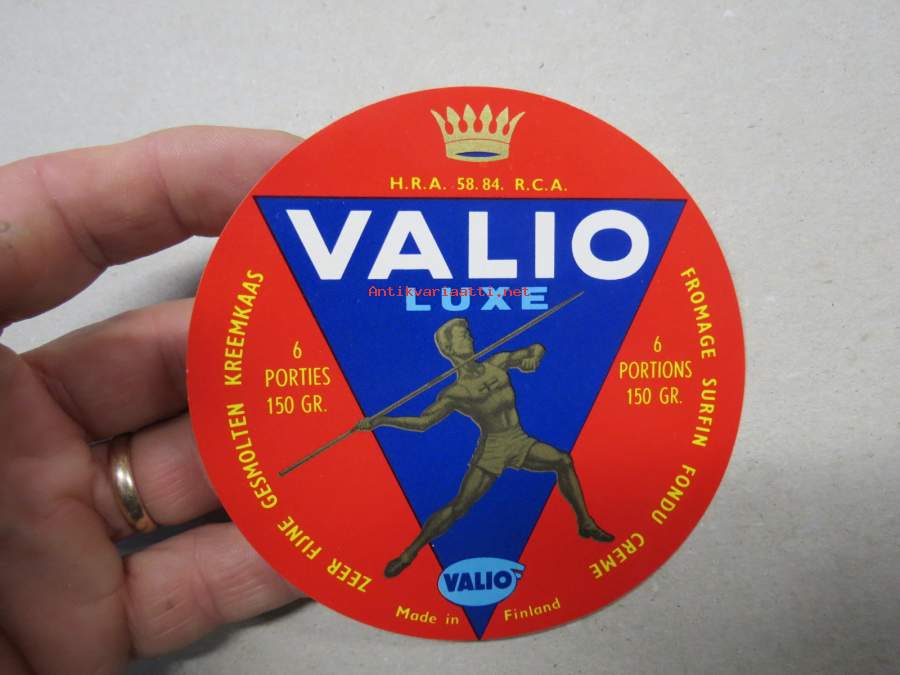 H.R.A. 58.84. R.C.A.
VALIO
LUXE
Antikvariaatti.net
ZEER FIJNE GESMOLTEN KREEMKAAS
6
PORTIES
150 GR.
6
PORTIONS
150 GR.
FROMAGE SURFIN FONDU CREME
VALIO
Made in Finland